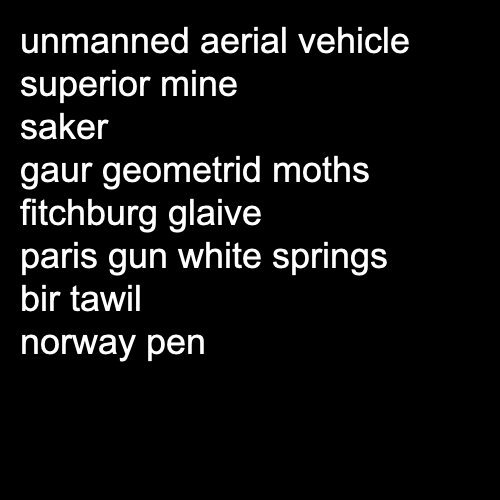 unmanned aerial vehicle
superior mine
saker
gaur geometrid moths
fitchburg glaive
paris gun white springs
bir tawil
norway pen